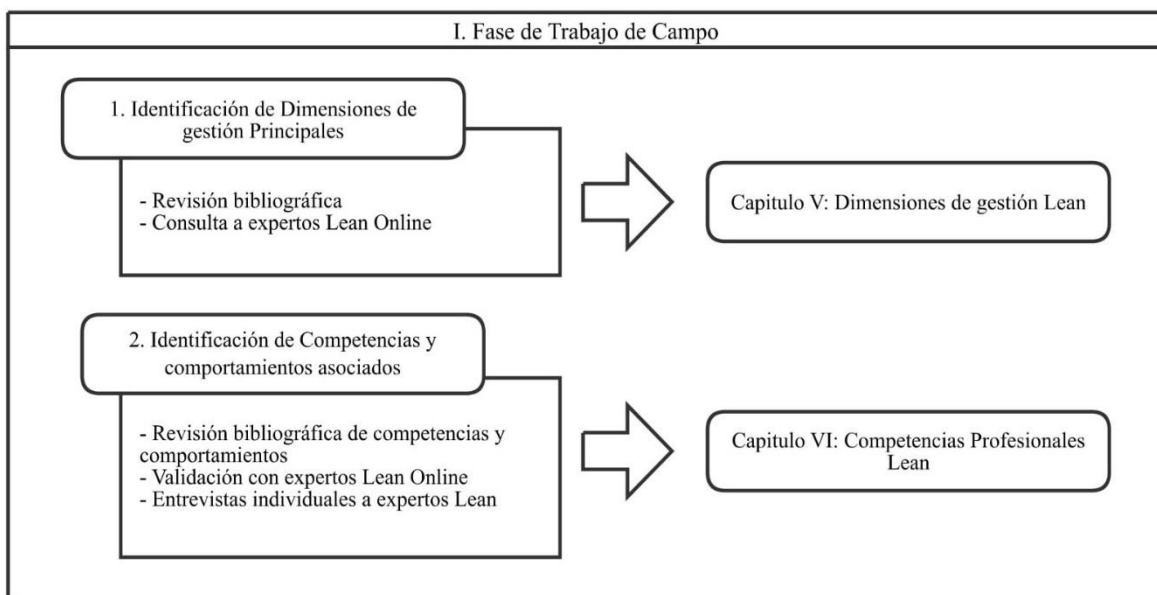 I. Fase de Trabajo de Campo
1. Identificación de Dimensiones de
gestión Principales
- Revisión bibliográfica
- Consulta a expertos Lean Online
Capitulo V: Dimensiones de gestión Lean
2. Identificación de Competencias y
comportamientos asociados
- Revisión bibliográfica de competencias y
comportamientos
- Validación con expertos Lean Online
- Entrevistas individuales a expertos Lean
Capitulo VI: Competencias Profesionales
Lean